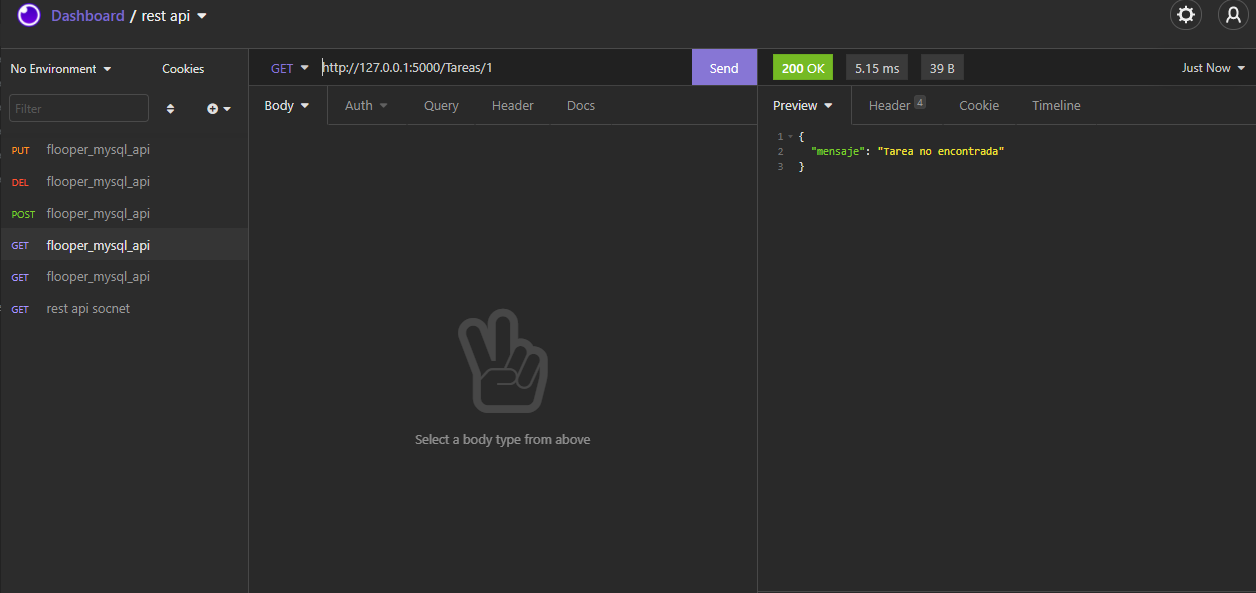 Dashboard / rest api
No Environment
Cookies
Filter
PUT flooper_mysql_api
DEL flooper_mysql_api
POST flooper_mysql_api
GET flooper_mysql_api
GET flooper_mysql_api
GET rest api socnet
GET http://127.0.0.1:5000/Tareas/1
Send
Body Auth Query Header Docs
Select a body type from above
200 OK 5.15 ms 39 B Just Now
Preview Header 4 Cookie Timeline
1 {
2 "mensaje": "Tarea no encontrada"
3 }